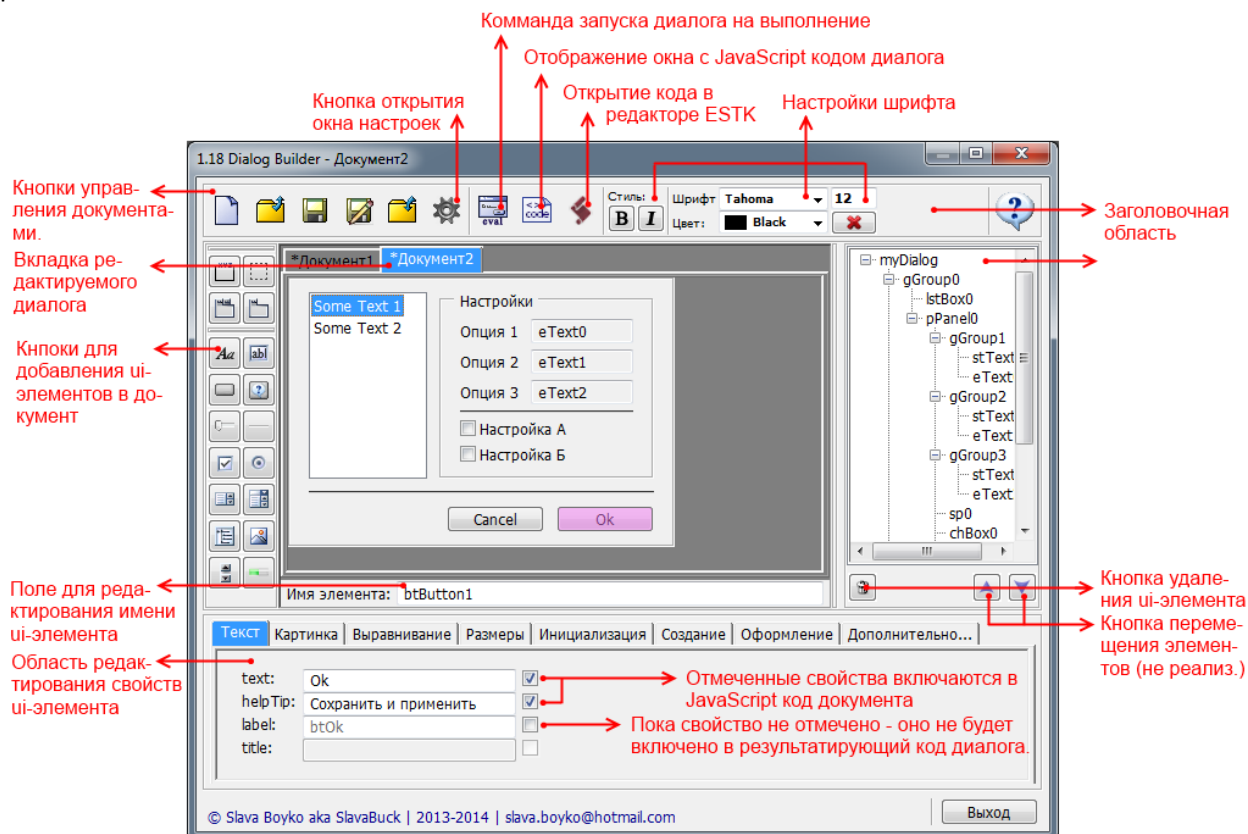 Комманда запуска диалога на выполнение
Отображение окна с JavaScript кодом диалога
Кнопка открытия
окна настроек
Открытие кода в
редакторе ESTK
Настройки шрифта
1.18 Dialog Builder - Документ2
Кнопки управ-
ления документа-
ми.
eval
<>
code
Стиль:
B I
Шрифт Tahoma 12
Цвет: Black
?
Заголовочная
область
Вкладка ре-
дактируемого
диалога
*Документ1 *Документ2
Some Text 1
Some Text 2
Настройки
Опция 1 eText0
Опция 2 eText1
Опция 3 eText2
Настройка А
Настройка Б
Cancel Ok
myDialog
gGroup0
lstBox0
pPanel0
gGroup1
stText
eText
gGroup2
stText
eText
gGroup3
stText
eText
sp0
chBox0
Кнпоки для
добавления ui-
элементов в до-
кумент
Aa
ab
?
Поле для реда-
ктирования имени
ui-элемента
Имя элемента: btButton1
Кнопка удале-
ния ui-элемента
Кнопка переме-
щения элемен-
тов (не реализ.)
Текст Картинка Выравнивание Размеры Инициализация Создание Оформление Дополнительно...
Область редак-
тирования свойств
ui-элемента
text: Ok
helpTip: Сохранить и применить
label: btOk
title:
Отмеченные свойства включаются в
JavaScript код документа
Пока свойство не отмечено - оно не будет
включено в результатирующий код диалога.
© Slava Boyko aka SlavaBuck | 2013-2014 | slava.boyko@hotmail.com
Выход